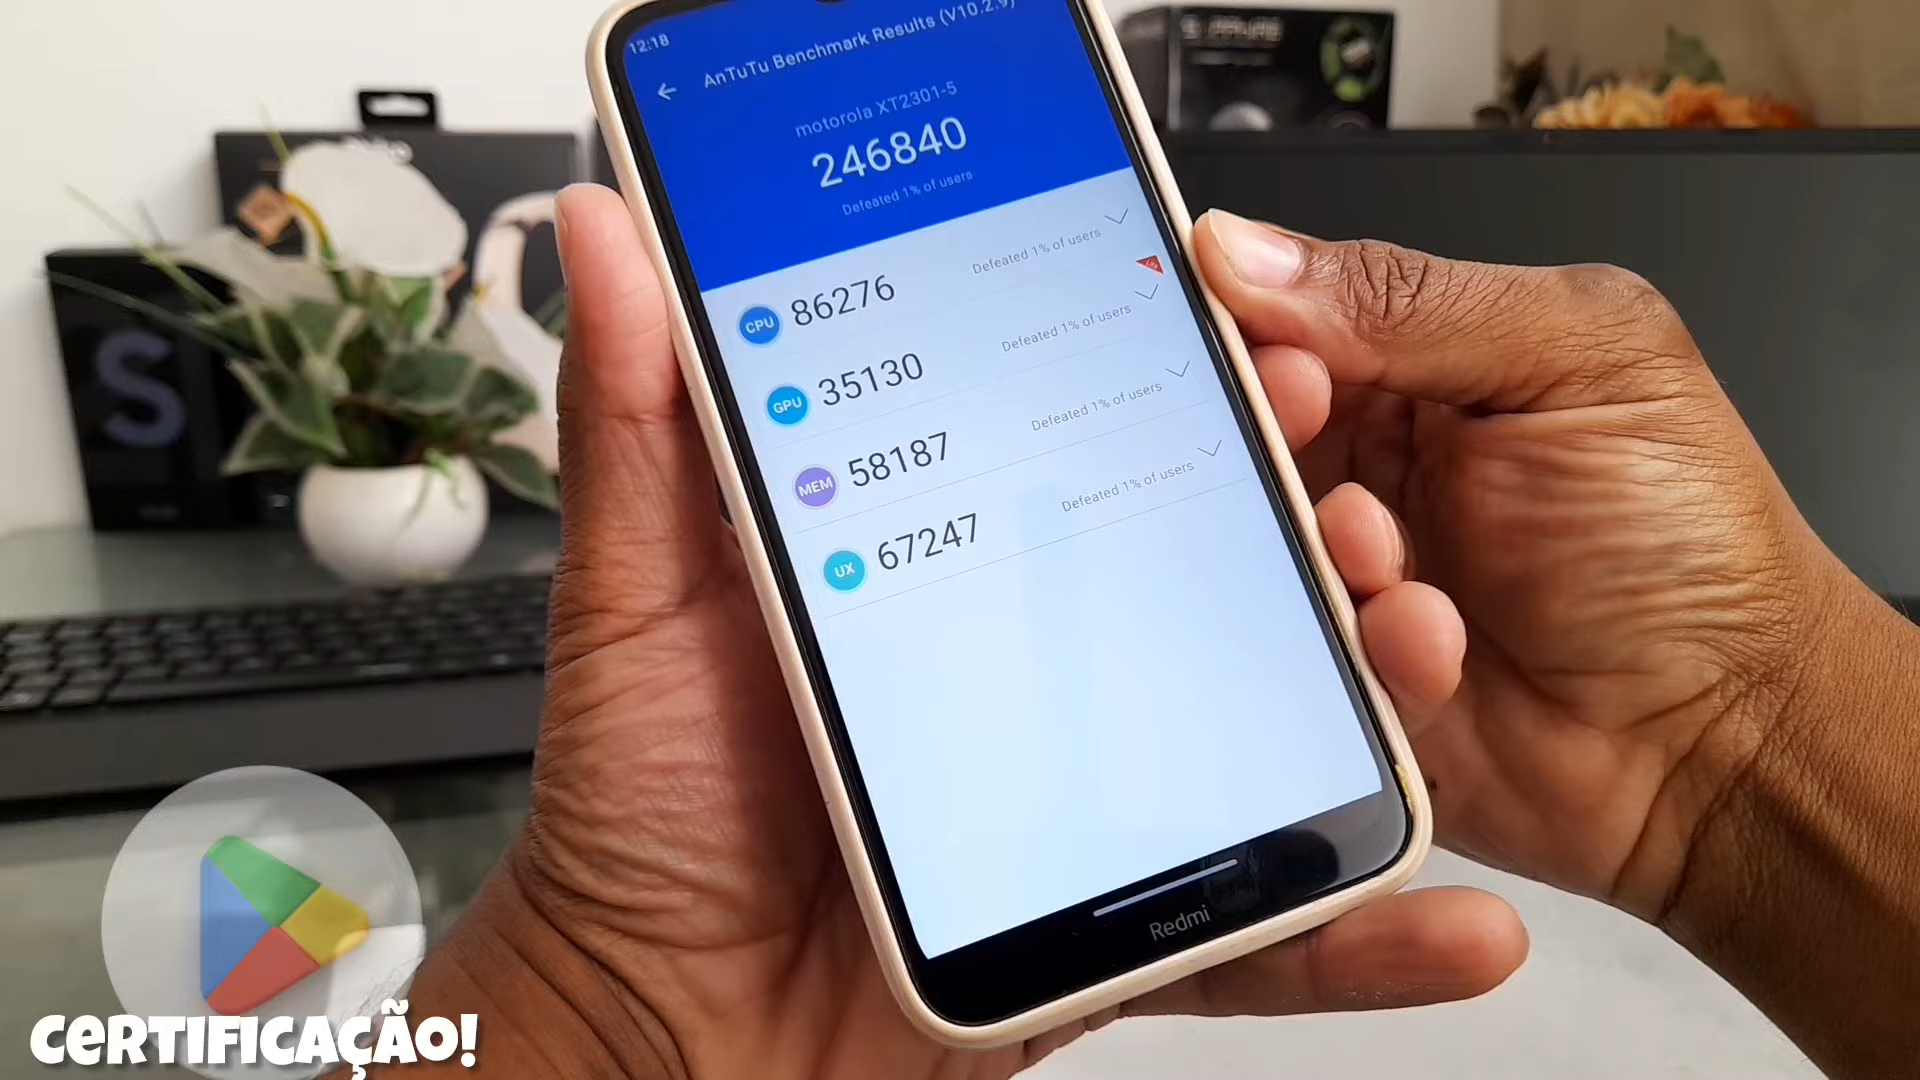 12:18
AnTuTu Benchmark Results (V10.2.9)
motorola XT2301-5
246840
Defeated 1% of users
CPU 86276 Defeated 1% of users
GPU 35130 Defeated 1% of users
MEM 58187 Defeated 1% of users
UX 67247 Defeated 1% of users
Redmi
S
CERTIFICAÇÃO!